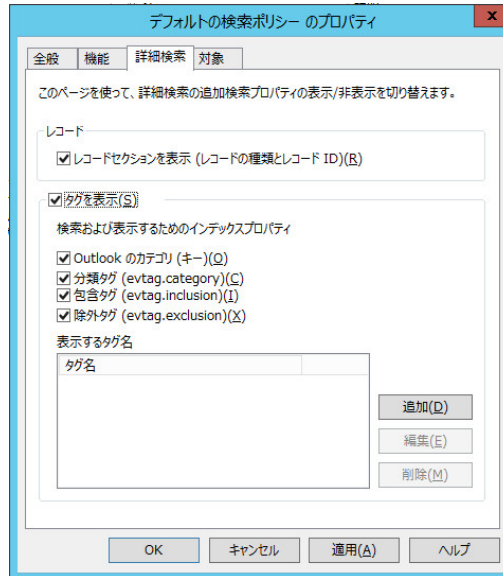 デフォルトの検索ポリシー のプロパティ
x
全般 機能 詳細検索 対象
このページを使って、詳細検索の追加検索プロパティの表示/非表示を切り替えます。
レコード
レコードセクションを表示 (レコードの種類とレコード ID)(R)
タグを表示(S)
検索および表示するためのインデックスプロパティ
Outlook のカテゴリ (キー)(O)
分類タグ (evtag.category)(C)
包含タグ (evtag.inclusion)(I)
除外タグ (evtag.exclusion)(X)
表示するタグ名
タグ名
追加(D)
編集(E)
削除(M)
OK キャンセル 適用(A) ヘルプ